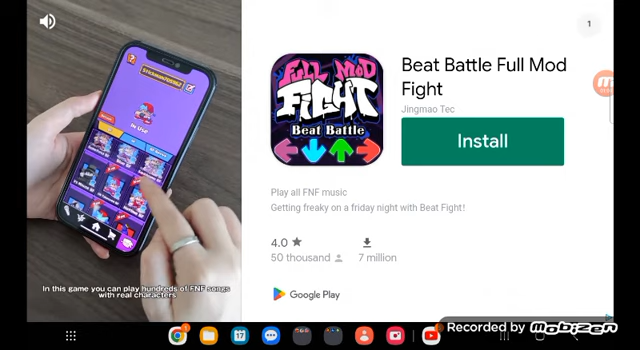 1
Beat Battle Full Mod
Fight
Jingmao Tec
Install
FULL MOD
FIGHT
Beat Battle
Play all FNF music
Getting freaky on a friday night with Beat Fight!
4.0 ★
50 thousand
7 million
Google Play
In this game you can play hundreds of FNF songs
with real characters
17
Recorded by mobizen